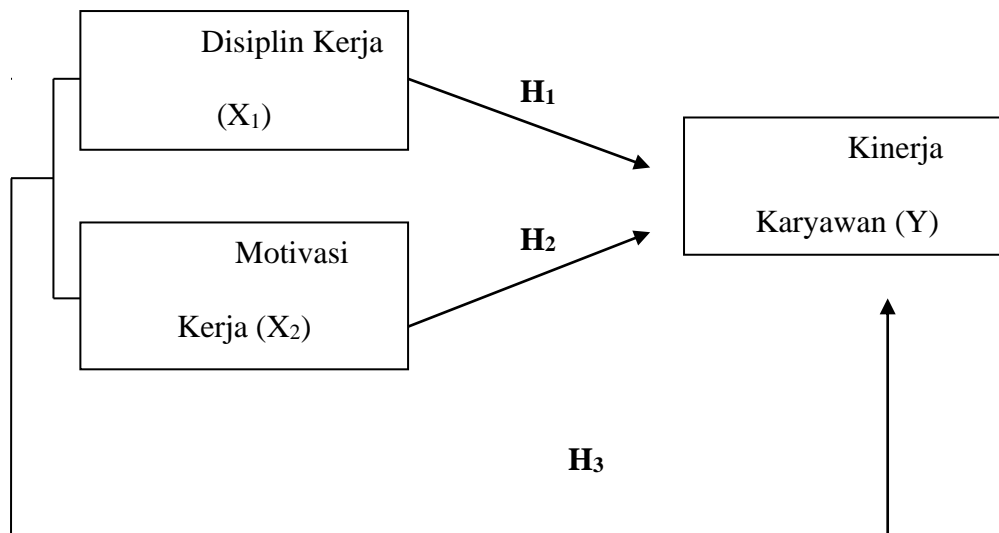 Disiplin Kerja
(X₁)
H₁
Kinerja
Karyawan (Y)
Motivasi
Kerja (X₂)
H₂
H₃